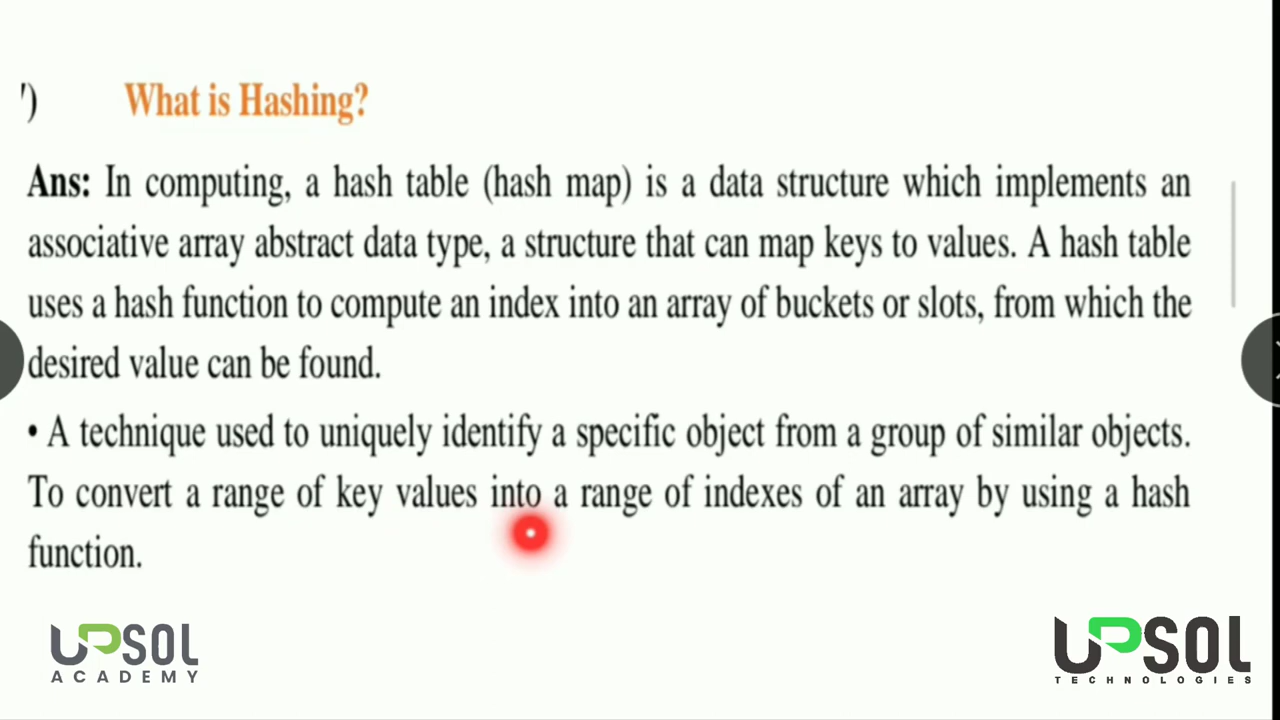 ') What is Hashing?
Ans: In computing, a hash table (hash map) is a data structure which implements an
associative array abstract data type, a structure that can map keys to values. A hash table
uses a hash function to compute an index into an array of buckets or slots, from which the
desired value can be found.
• A technique used to uniquely identify a specific object from a group of similar objects.
To convert a range of key values into a range of indexes of an array by using a hash
function.
UPSOL
ACADEMY
UPSOL
TECHNOLOGIES